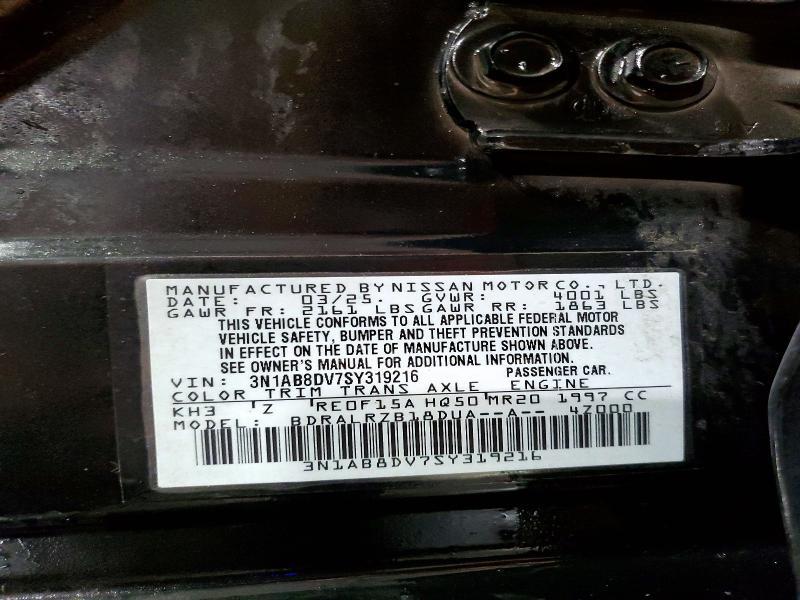 MANUFACTURED BY NISSAN MOTOR CO., LTD.
DATE: 03/25. GVWR: 4001 LBS
GAWR FR: 2161 LBS GAWR RR: 1863 LBS
THIS VEHICLE CONFORMS TO ALL APPLICABLE FEDERAL MOTOR
VEHICLE SAFETY, BUMPER AND THEFT PREVENTION STANDARDS
IN EFFECT ON THE DATE OF MANUFACTURE SHOWN ABOVE.
SEE OWNER'S MANUAL FOR ADDITIONAL INFORMATION.
VIN: 3N1AB8DV7SY319216 PASSENGER CAR.
COLOR TRIM TRANS AXLE ENGINE
KH3 'Z 'RE0F15A HQ50 'MR20 1997 CC
MODEL: BDRALRZB18DUA--A-- 4Z000
3N1AB8DV7SY319216